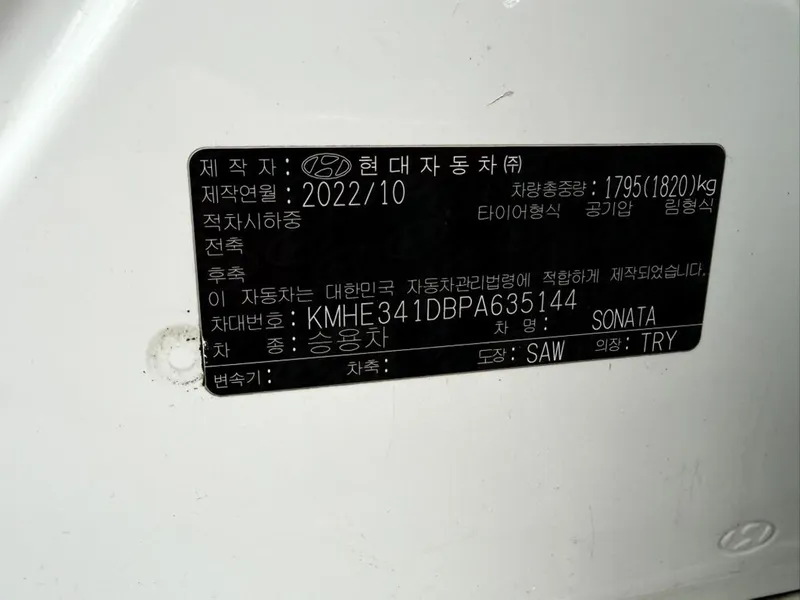 제 작 자 : 현 대 자 동 차 ㈜
제작연월 : 2022/10 차량총중량 : 1795(1820)kg
적차시하중 타이어형식 공기압 림형식
전축
후축
이 자동차는 대한민국 자동차관리법령에 적합하게 제작되었습니다.
차대번호 : KMHE341DBPA635144
차 종 : 승용차 차 명 : SONATA
변속기 : 차축 : 도장 : SAW 의장 : TRY